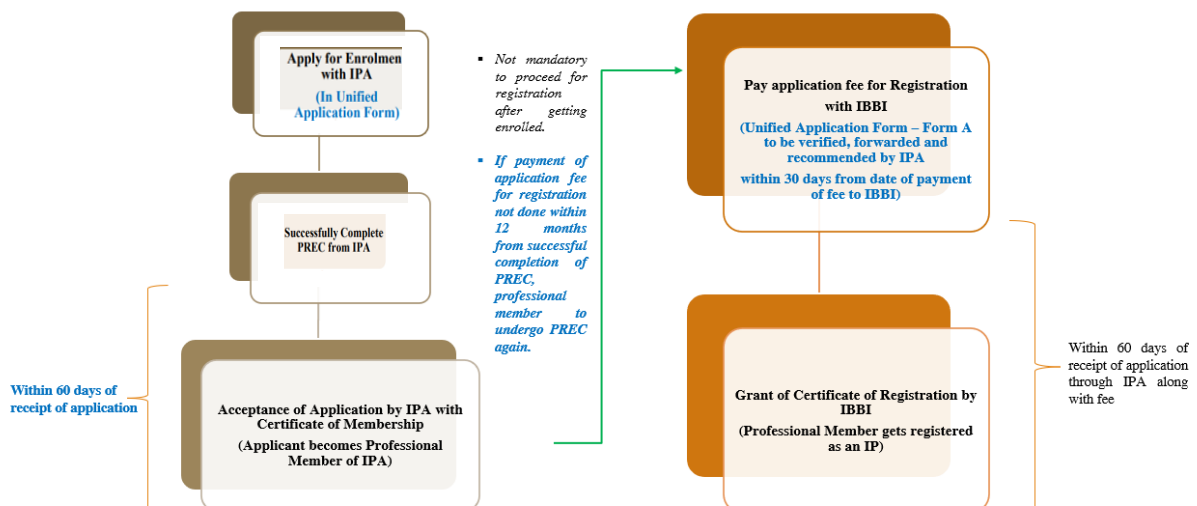 Apply for Enrolmen
with IPA
(In Unified
Application Form)
Successfully Complete
PREC from IPA
Within 60 days of
receipt of application
Acceptance of Application by IPA with
Certificate of Membership
(Applicant becomes Professional
Member of IPA)
▪ Not mandatory
to proceed for
registration
after getting
enrolled.
▪ If payment of
application fee
for registration
not done within
12 months
from successful
completion of
PREC,
professional
member to
undergo PREC
again.
Pay application fee for Registration
with IBBI
(Unified Application Form – Form A
to be verified, forwarded and
recommended by IPA
within 30 days from date of payment
of fee to IBBI)
Grant of Certificate of Registration by
IBBI
(Professional Member gets registered
as an IP)
Within 60 days of
receipt of application
through IPA along
with fee